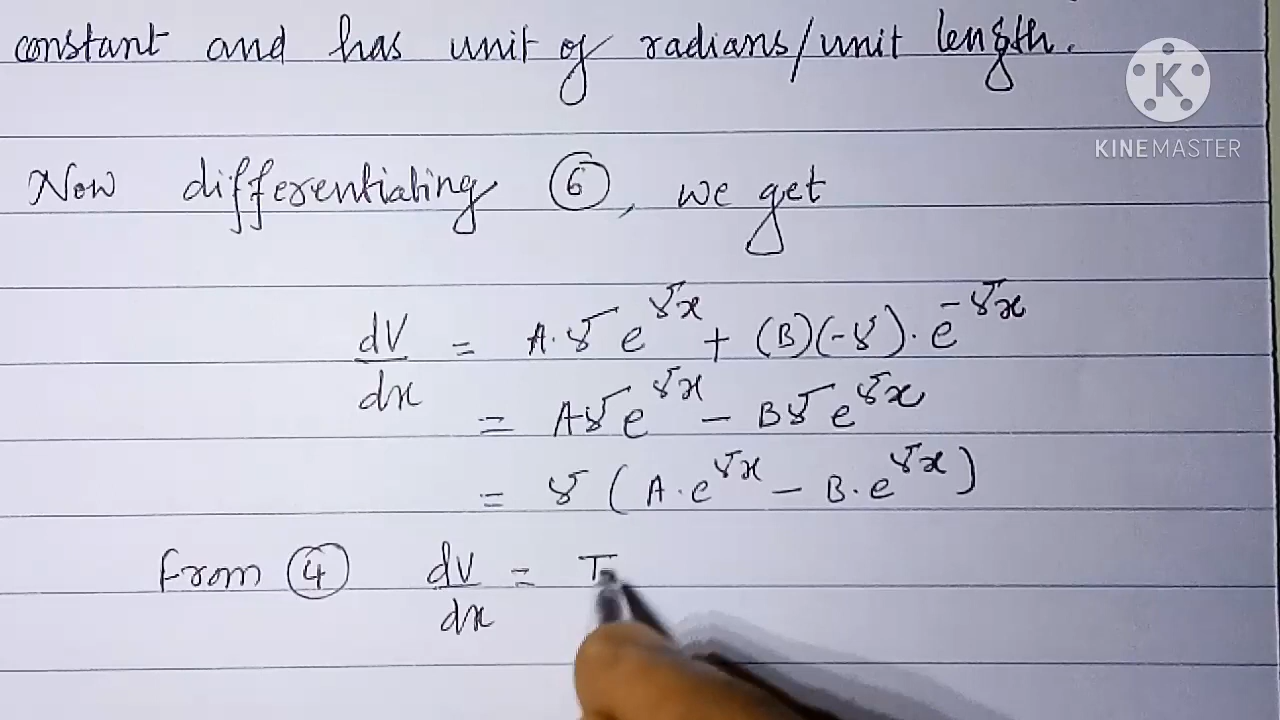 constant and has unit of radians/unit length.
K
KINEMASTER
Now differentiating ⑥, we get
dV/dx = A·γ e^γx + (B)(-γ)· e^-γx
= Aγ e^γx - Bγ e^γx
= γ (A·e^γx - B·e^γx)
From ④ dV/dx =